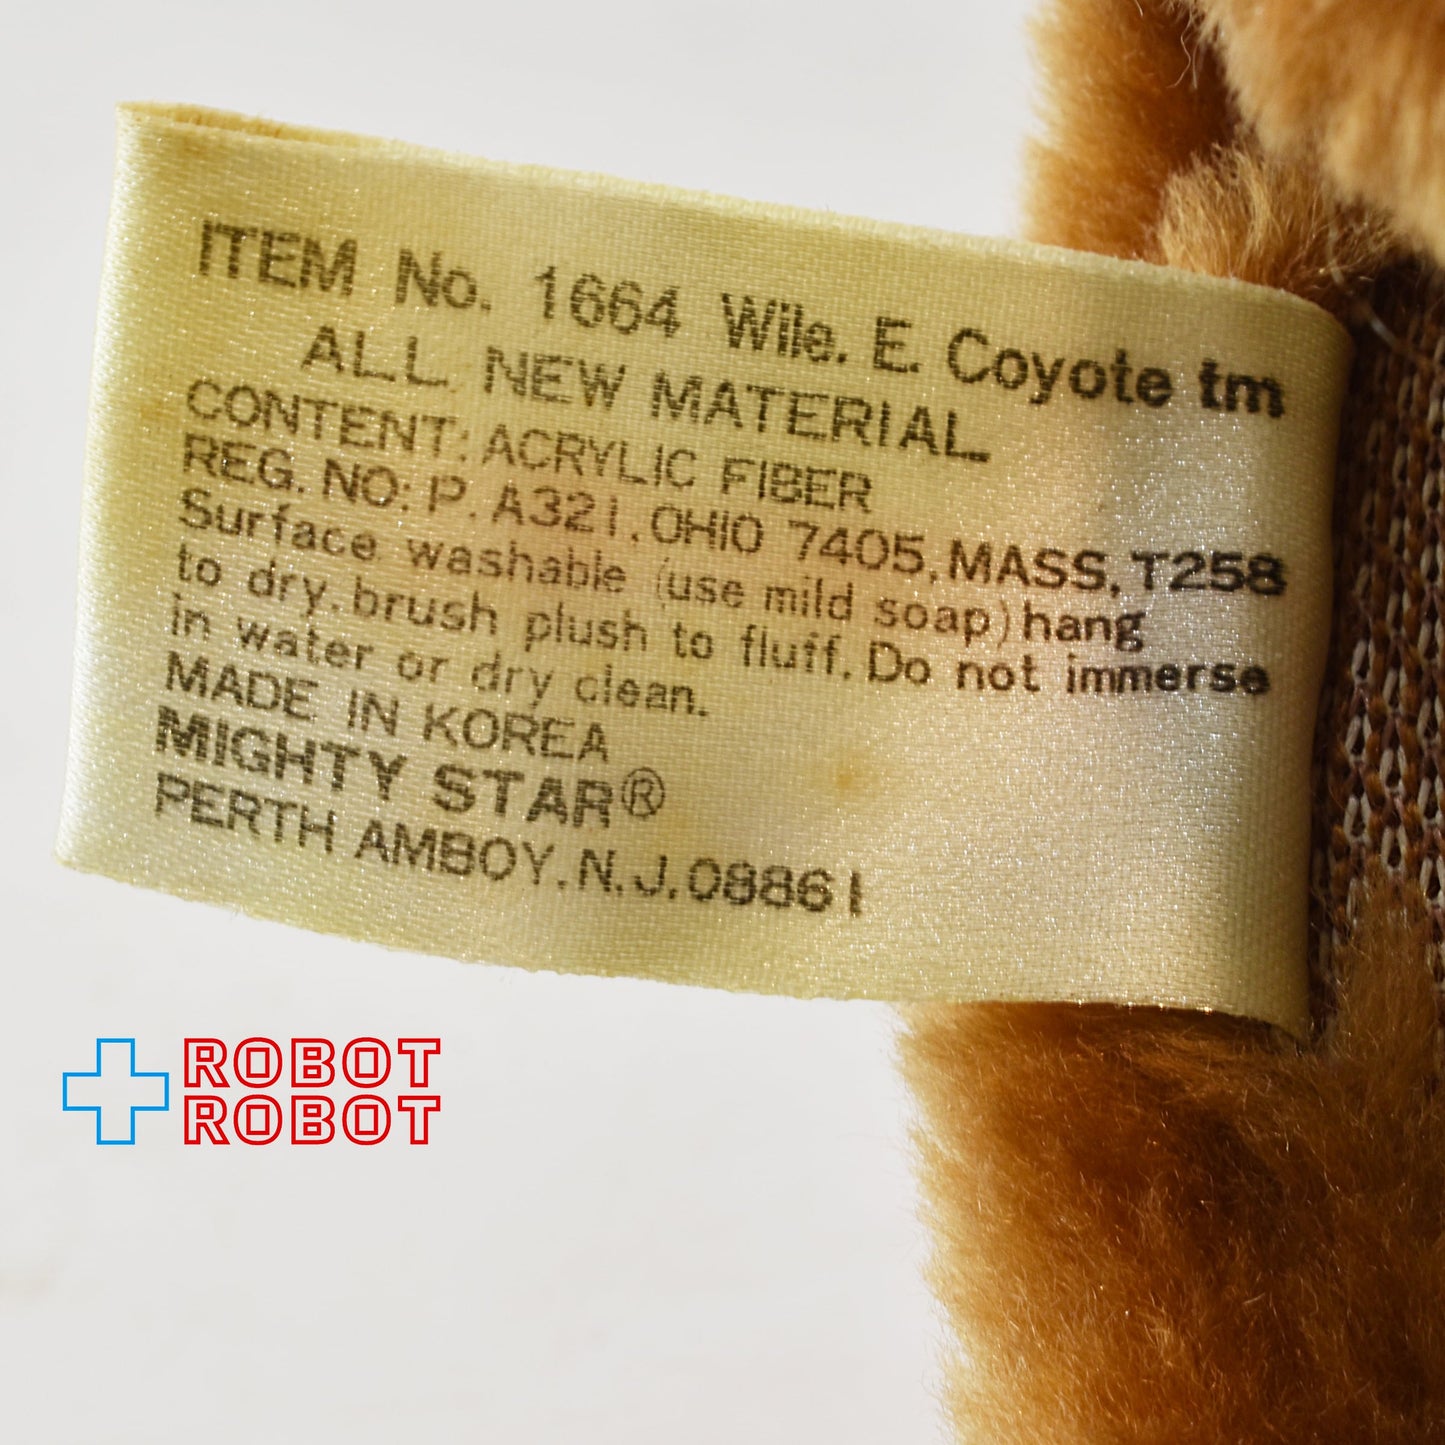 ITEM No. 1664 Wile. E. Coyote tm
ALL NEW MATERIAL
CONTENT: ACRYLIC FIBER
REG. NO: P. A321, OHIO 7405, MASS, T258
Surface washable (use mild soap) hang
to dry, brush plush to fluff. Do not immerse
in water or dry clean.
MADE IN KOREA
MIGHTY STAR®
PERTH AMBOY, N.J. 08861
ROBOT
ROBOT